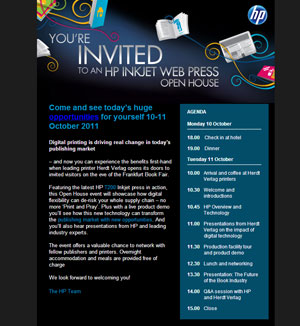 hp
YOU'RE
INVITED
TO AN HP INKJET WEB PRESS
OPEN HOUSE
Come and see today's huge
opportunities for yourself 10-11
October 2011
Digital printing is driving real change in today's
publishing market
– and now you can experience the benefits first-hand
when leading printer Herdt Verlag opens its doors to
invited visitors on the eve of the Frankfurt Book Fair.
Featuring the latest HP T200 Inkjet press in action,
this Open House event will showcase how digital
flexibility can de-risk your whole supply chain – no
more 'Print and Pray'. Plus with a live product demo
you'll see how this new technology can transform
the publishing market with new opportunities. And
you'll also hear presentations from HP and leading
industry experts.
The event offers a valuable chance to network with
fellow publishers and printers. Overnight
accommodation and meals are provided free of
charge
We look forward to welcoming you!
The HP Team
AGENDA
Monday 10 October
18.00 Check in at hotel
19.00 Dinner
Tuesday 11 October
10.00 Arrival and coffee at Herdt
Verlag printers
10.30 Welcome and
introductions
10.45 HP Overview and
Technology
11.00 Presentations from Herdt
Verlag on the impact of
digital technology
11.30 Production facility tour
and product demo
12.30 Lunch and networking
13.30 Presentation: The Future
of the Book Industry
14.00 Q&A session with HP
and Herdt Verlag
15.00 Close